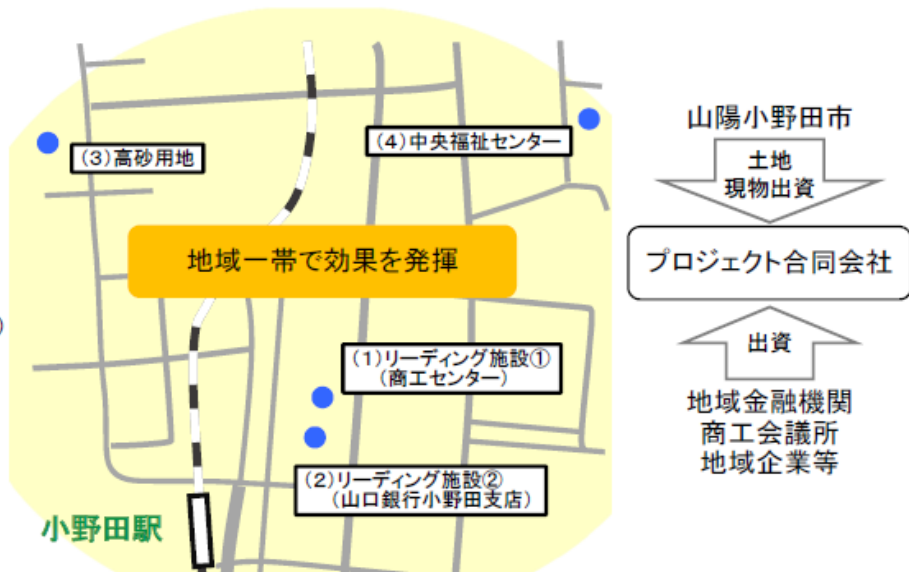 (3)高砂用地
(4)中央福祉センター
地域一帯で効果を発揮
(1)リーディング施設①
(商工センター)
(2)リーディング施設②
(山口銀行小野田支店)
小野田駅
)
山陽小野田市
土地
現物出資
プロジェクト合同会社
出資
地域金融機関
商工会議所
地域企業等